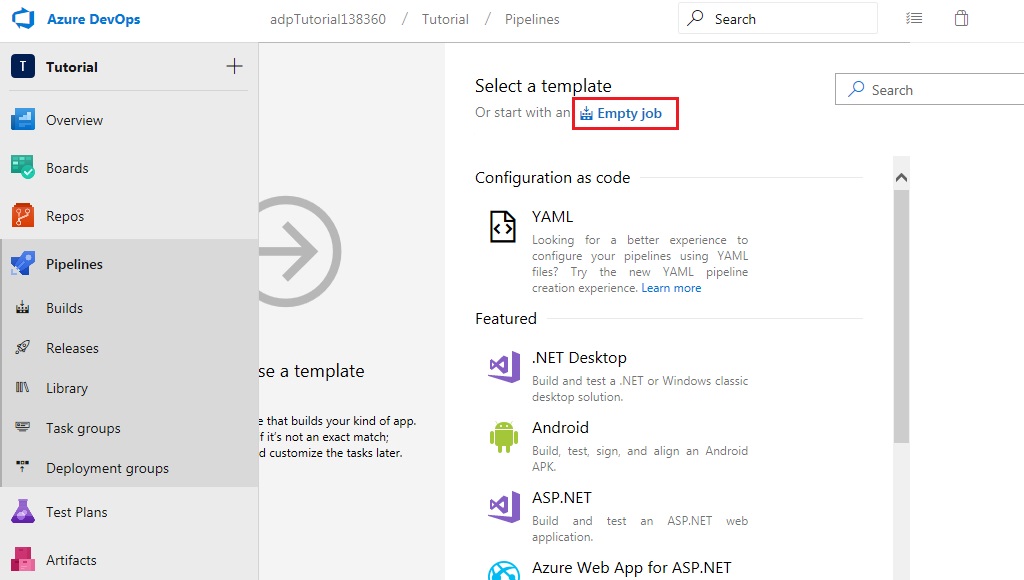 Azure DevOps
adpTutorial138360 / Tutorial / Pipelines
Search
T Tutorial
Overview
Boards
Repos
Pipelines
Builds
Releases
Library
Task groups
Deployment groups
Test Plans
Artifacts
se a template
e that builds your kind of app.
f it's not an exact match;
d customize the tasks later.
Select a template
Or start with an Empty job
Search
Configuration as code
YAML
Looking for a better experience to
configure your pipelines using YAML
files? Try the new YAML pipeline
creation experience. Learn more
Featured
.NET Desktop
Build and test a .NET or Windows classic
desktop solution.
Android
Build, test, sign, and align an Android
APK.
ASP.NET
Build and test an ASP.NET web
application.
Azure Web App for ASP.NET